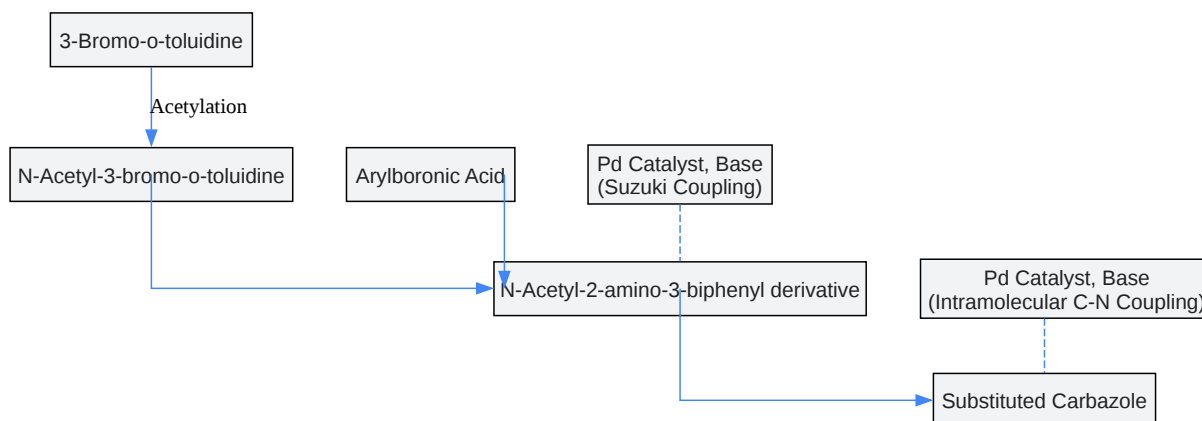 3-Bromo-o-toluidine
Acetylation
N-Acetyl-3-bromo-o-toluidine
Arylboronic Acid
Pd Catalyst, Base
(Suzuki Coupling)
N-Acetyl-2-amino-3-biphenyl derivative
Pd Catalyst, Base
(Intramolecular C-N Coupling)
Substituted Carbazole